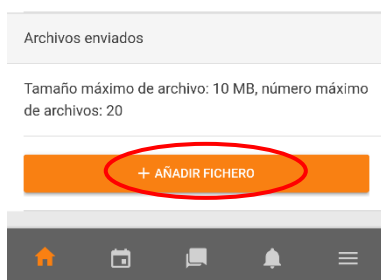 Archivos enviados
Tamaño máximo de archivo: 10 MB, número máximo
de archivos: 20
+ AÑADIR FICHERO